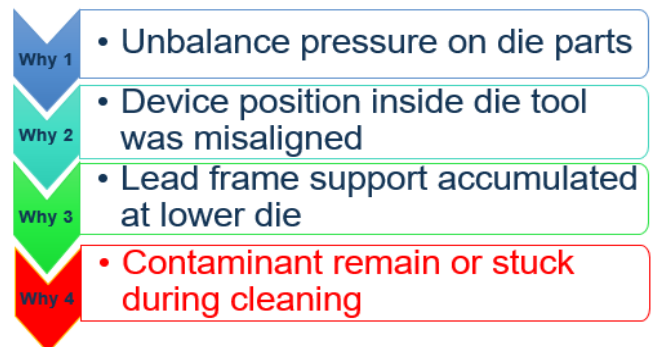 Why 1
• Unbalance pressure on die parts
Why 2
• Device position inside die tool
was misaligned
Why 3
• Lead frame support accumulated
at lower die
Why 4
• Contaminant remain or stuck
during cleaning